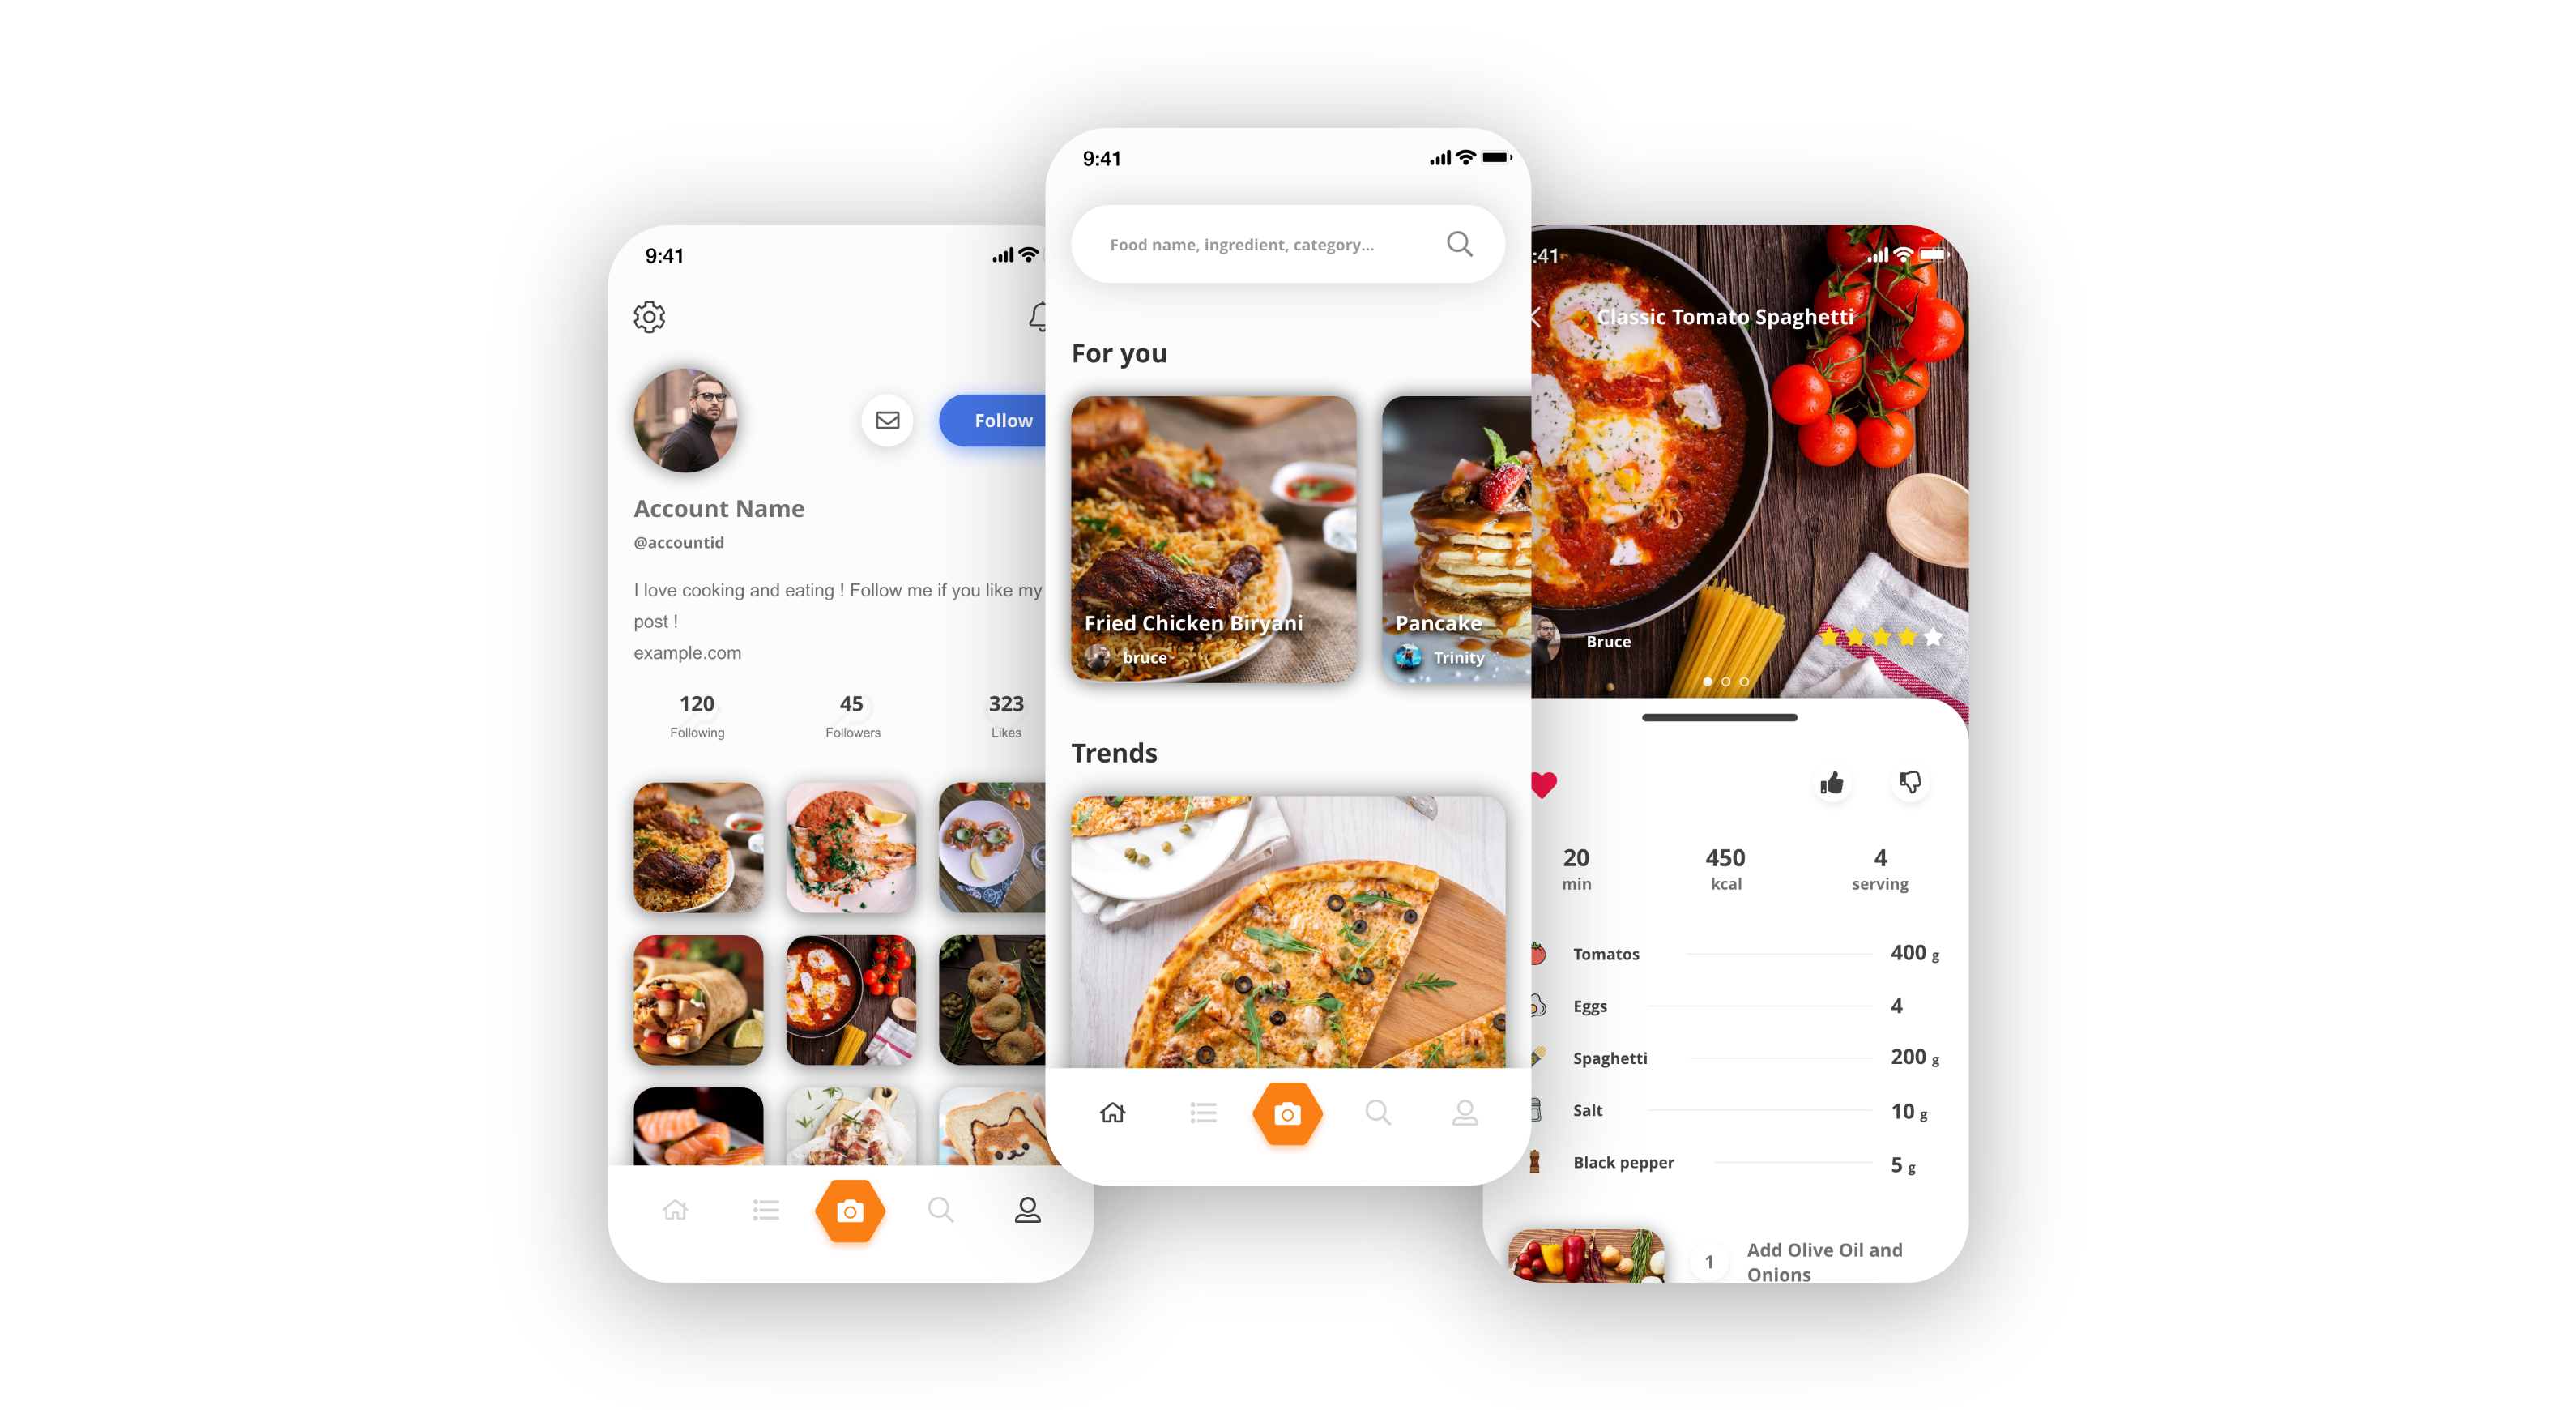 9:41
Account Name
@accountid
I love cooking and eating ! Follow me if you like my
post !
example.com
Follow
120
Following
45
Followers
323
Likes
9:41
Food name, ingredient, category...
For you
Fried Chicken Biryani
bruce
Pancake
Trinity
Trends
:41
Classic Tomato Spaghetti
Bruce
20
min
450
kcal
4
serving
Tomatos 400 g
Eggs 4
Spaghetti 200 g
Salt 10 g
Black pepper 5 g
1
Add Olive Oil and
Onions